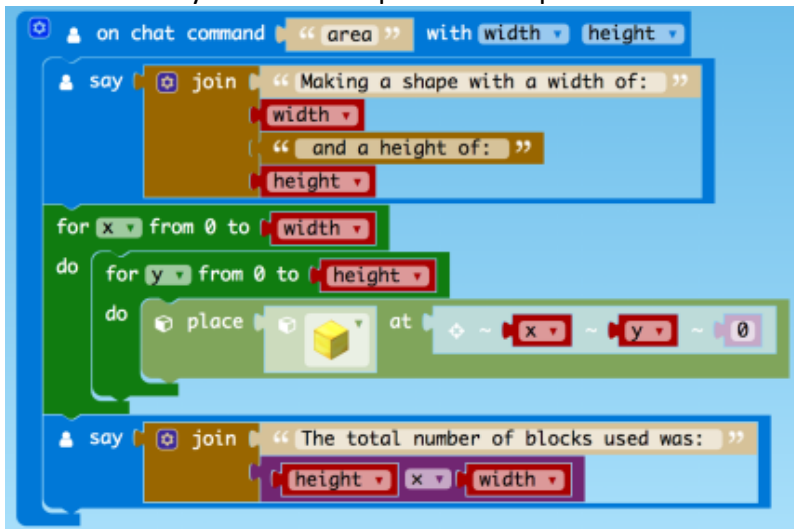 on chat command “ area ” with width height
say join “ Making a shape with a width of: ”
width
“ and a height of: ”
height
for x from 0 to width
do for y from 0 to height
do place at ~ x ~ y ~ 0
say join “ The total number of blocks used was: ”
height × width